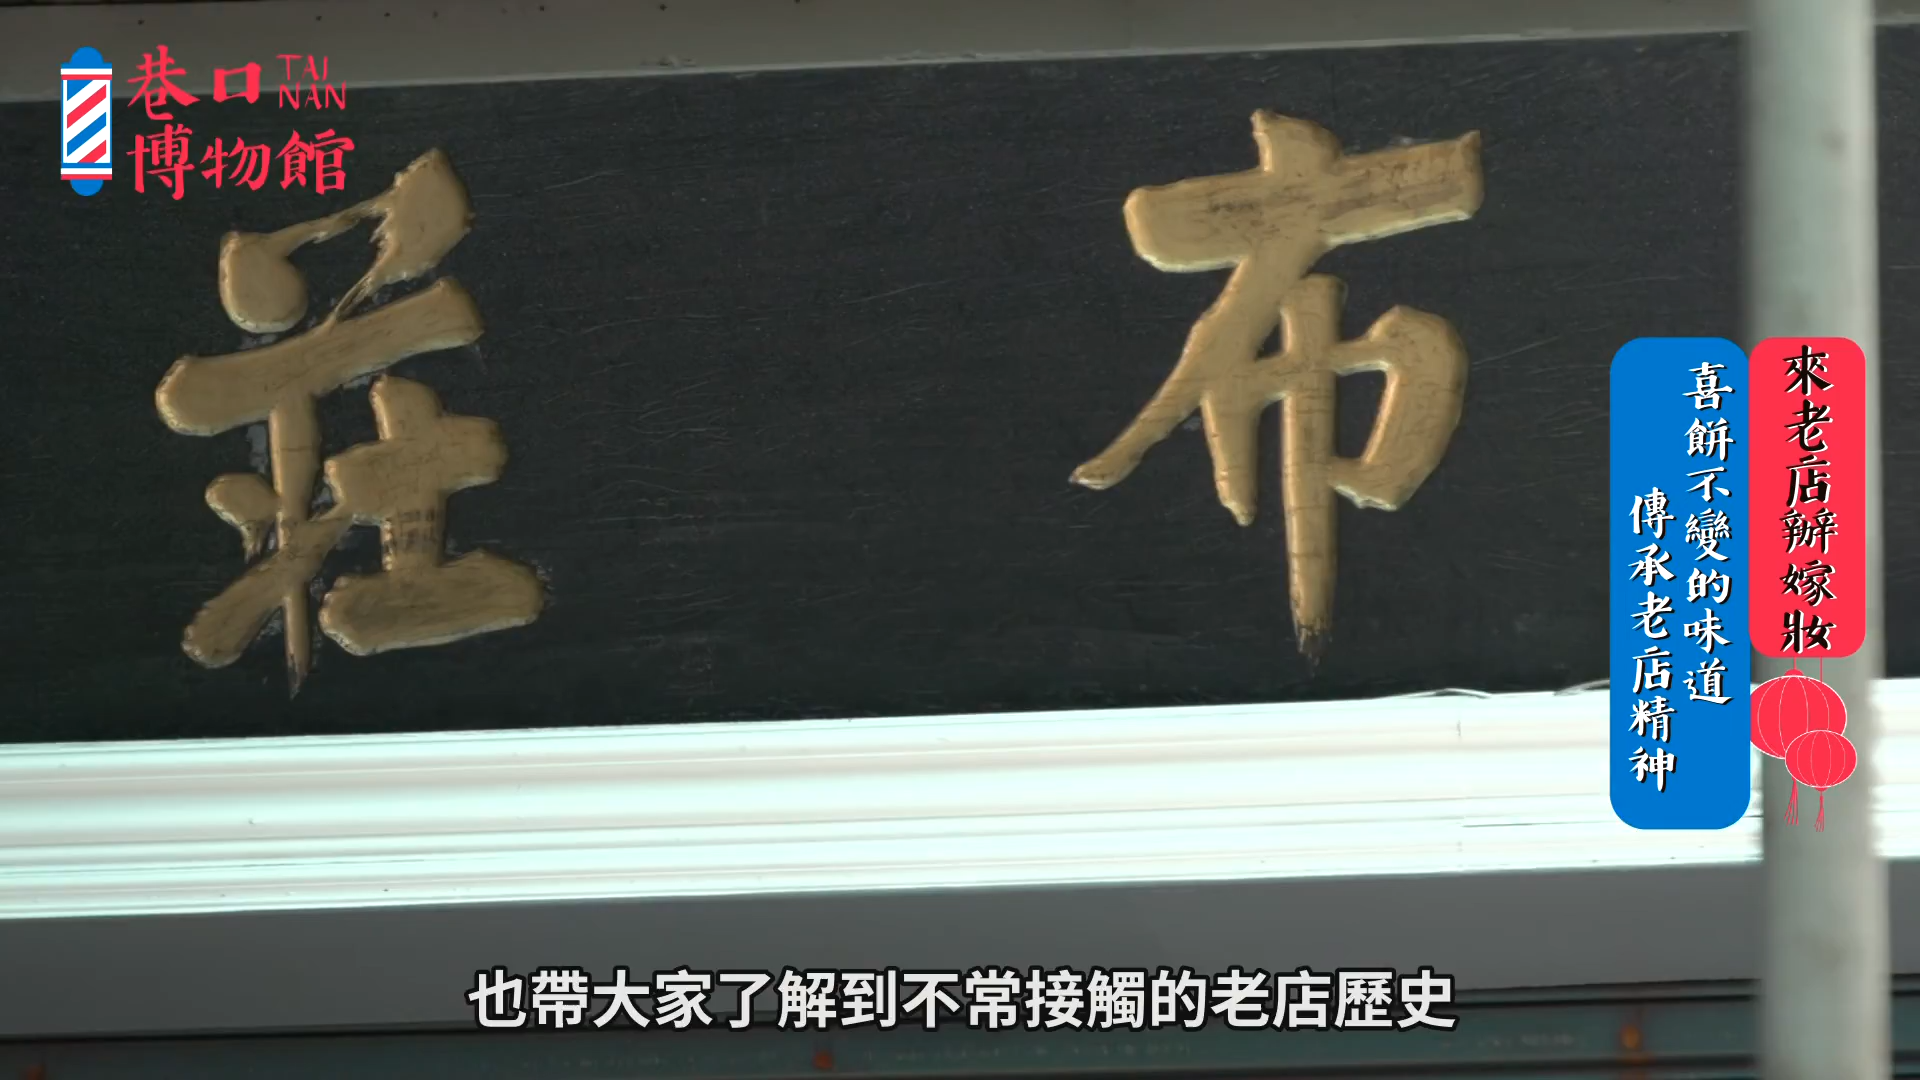 巷口 TAI
NAN
博物館
莊 布
來老店辦嫁妝
喜餅不變的味道
傳承老店精神
也帶大家了解到不常接觸的老店歷史